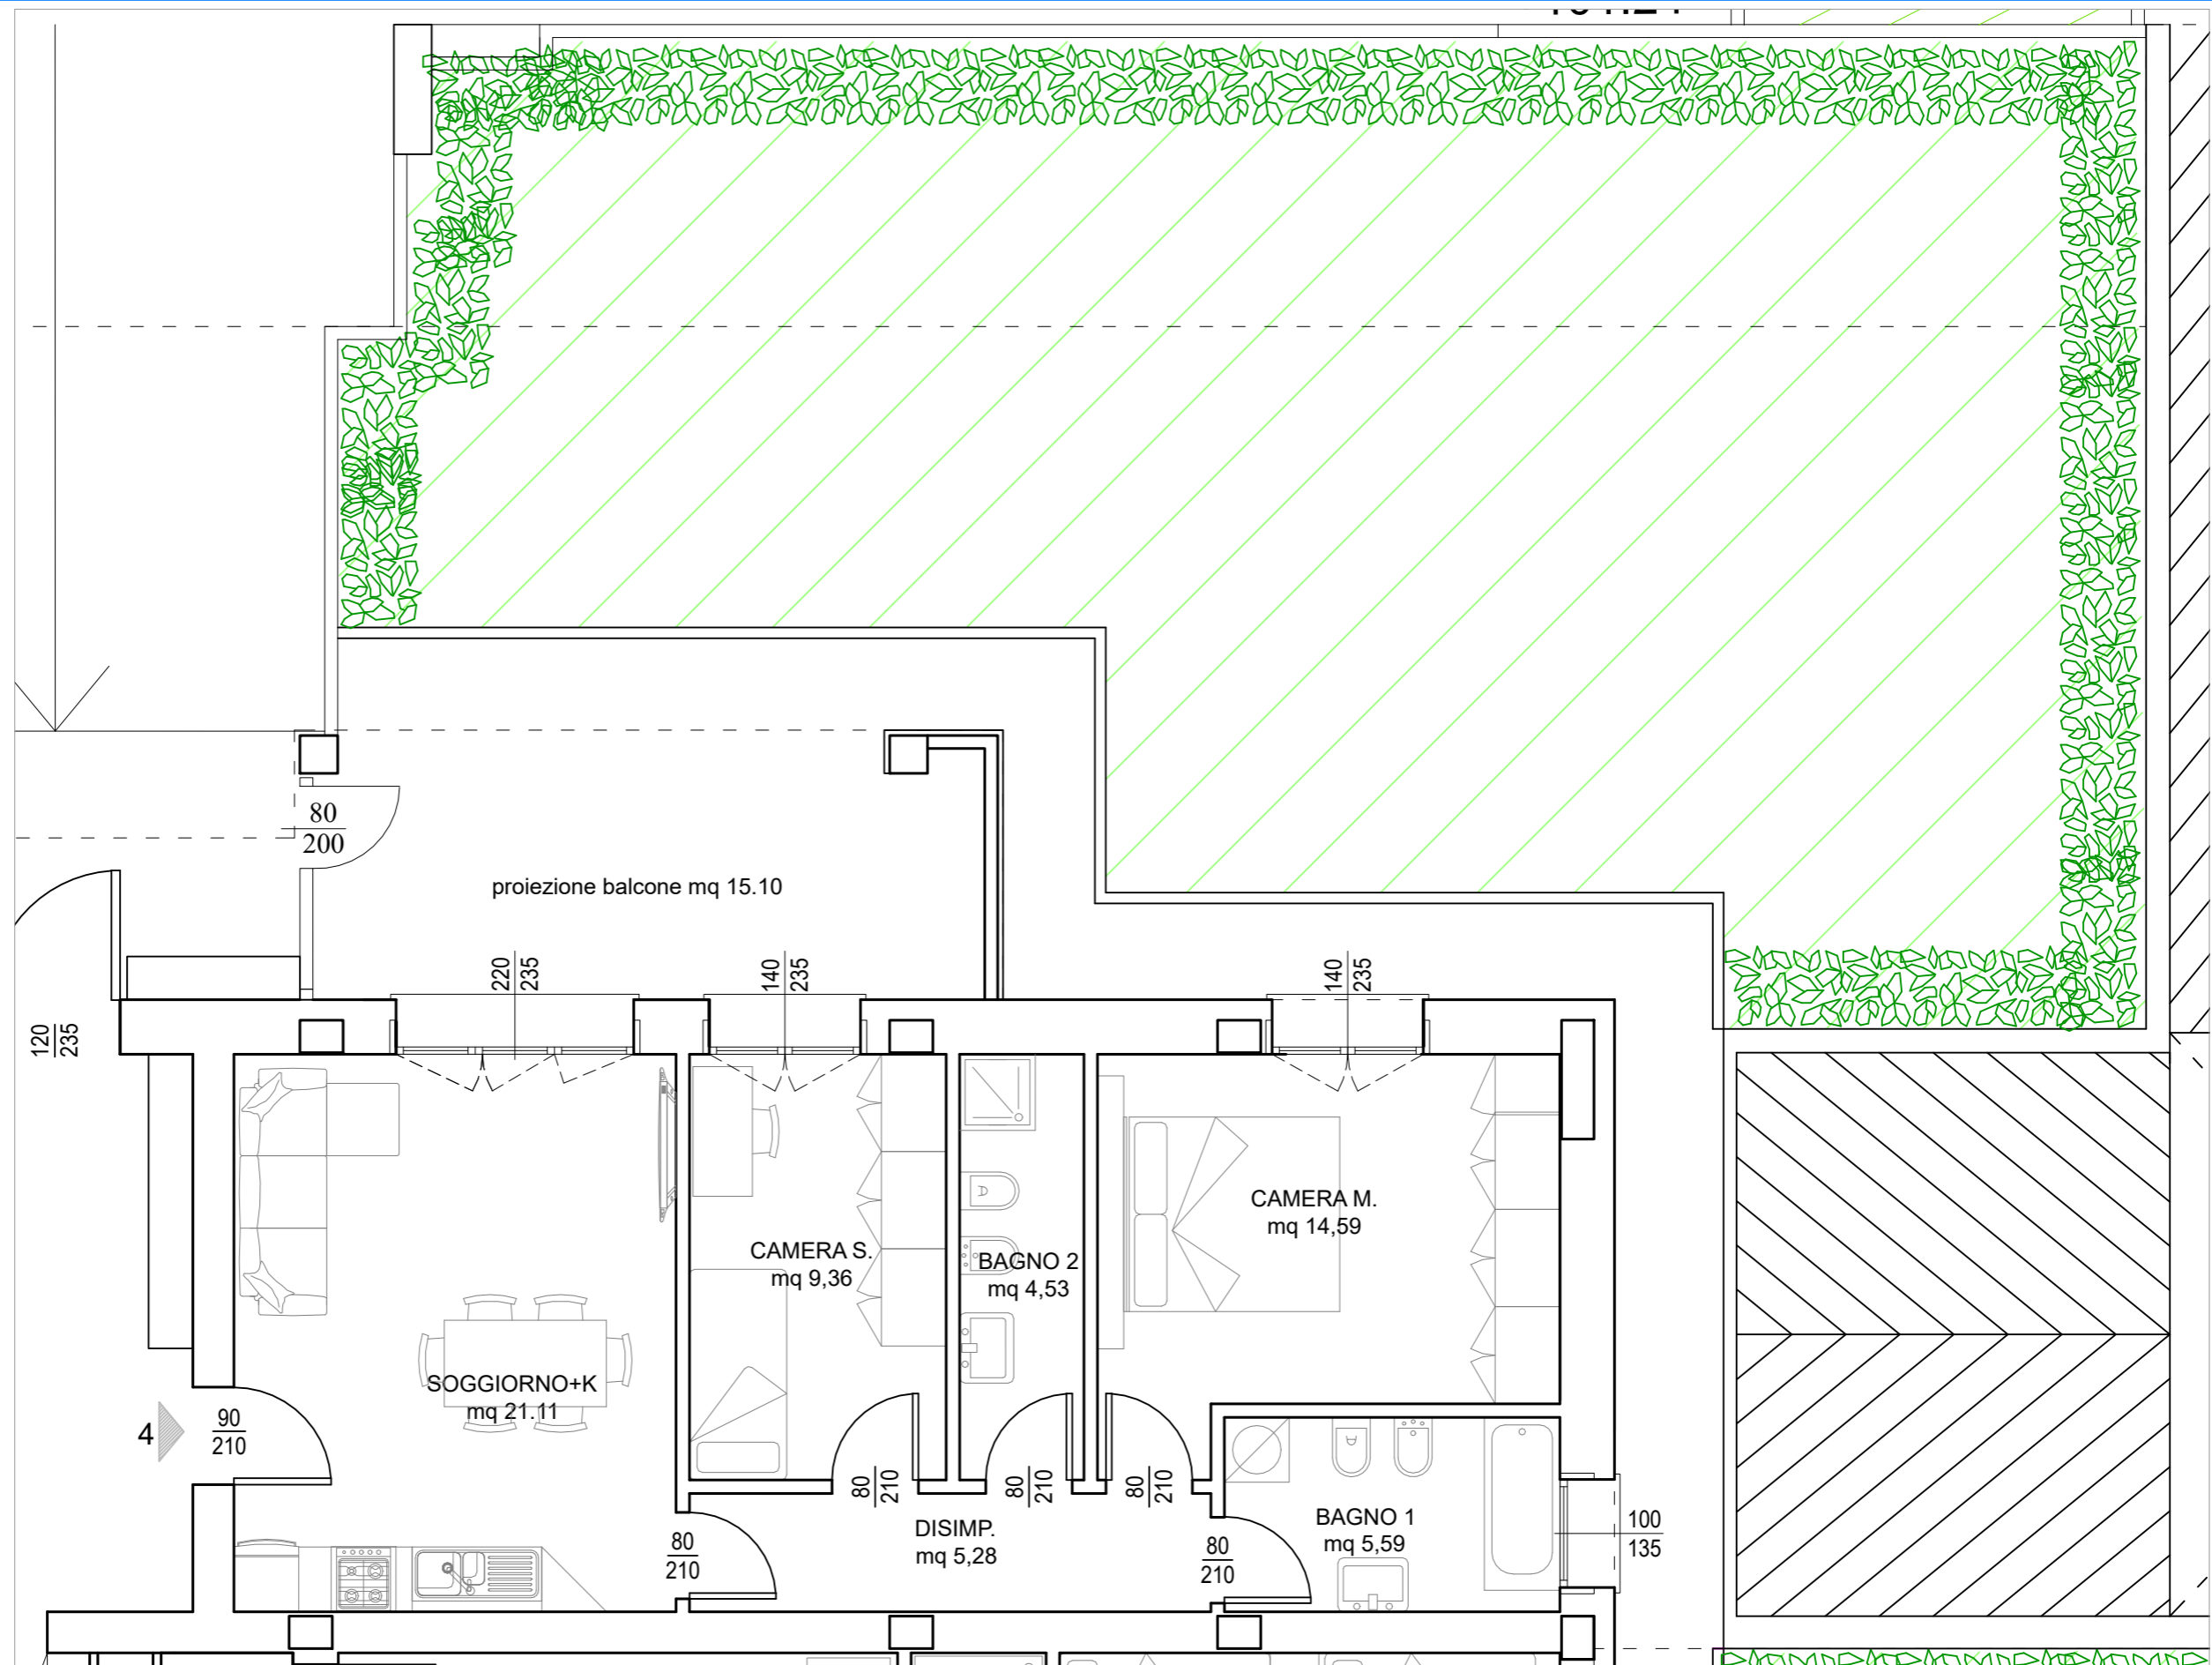 80
200
proiezione balcone mq 15.10
220
235
140
235
140
235
120
235
CAMERA M.
mq 14,59
CAMERA S.
mq 9,36
BAGNO 2
mq 4,53
SOGGIORNO+K
mq 21.11
4
90
210
80
210
80
210
80
210
DISIMP.
mq 5,28
BAGNO 1
mq 5,59
80
210
80
210
100
135